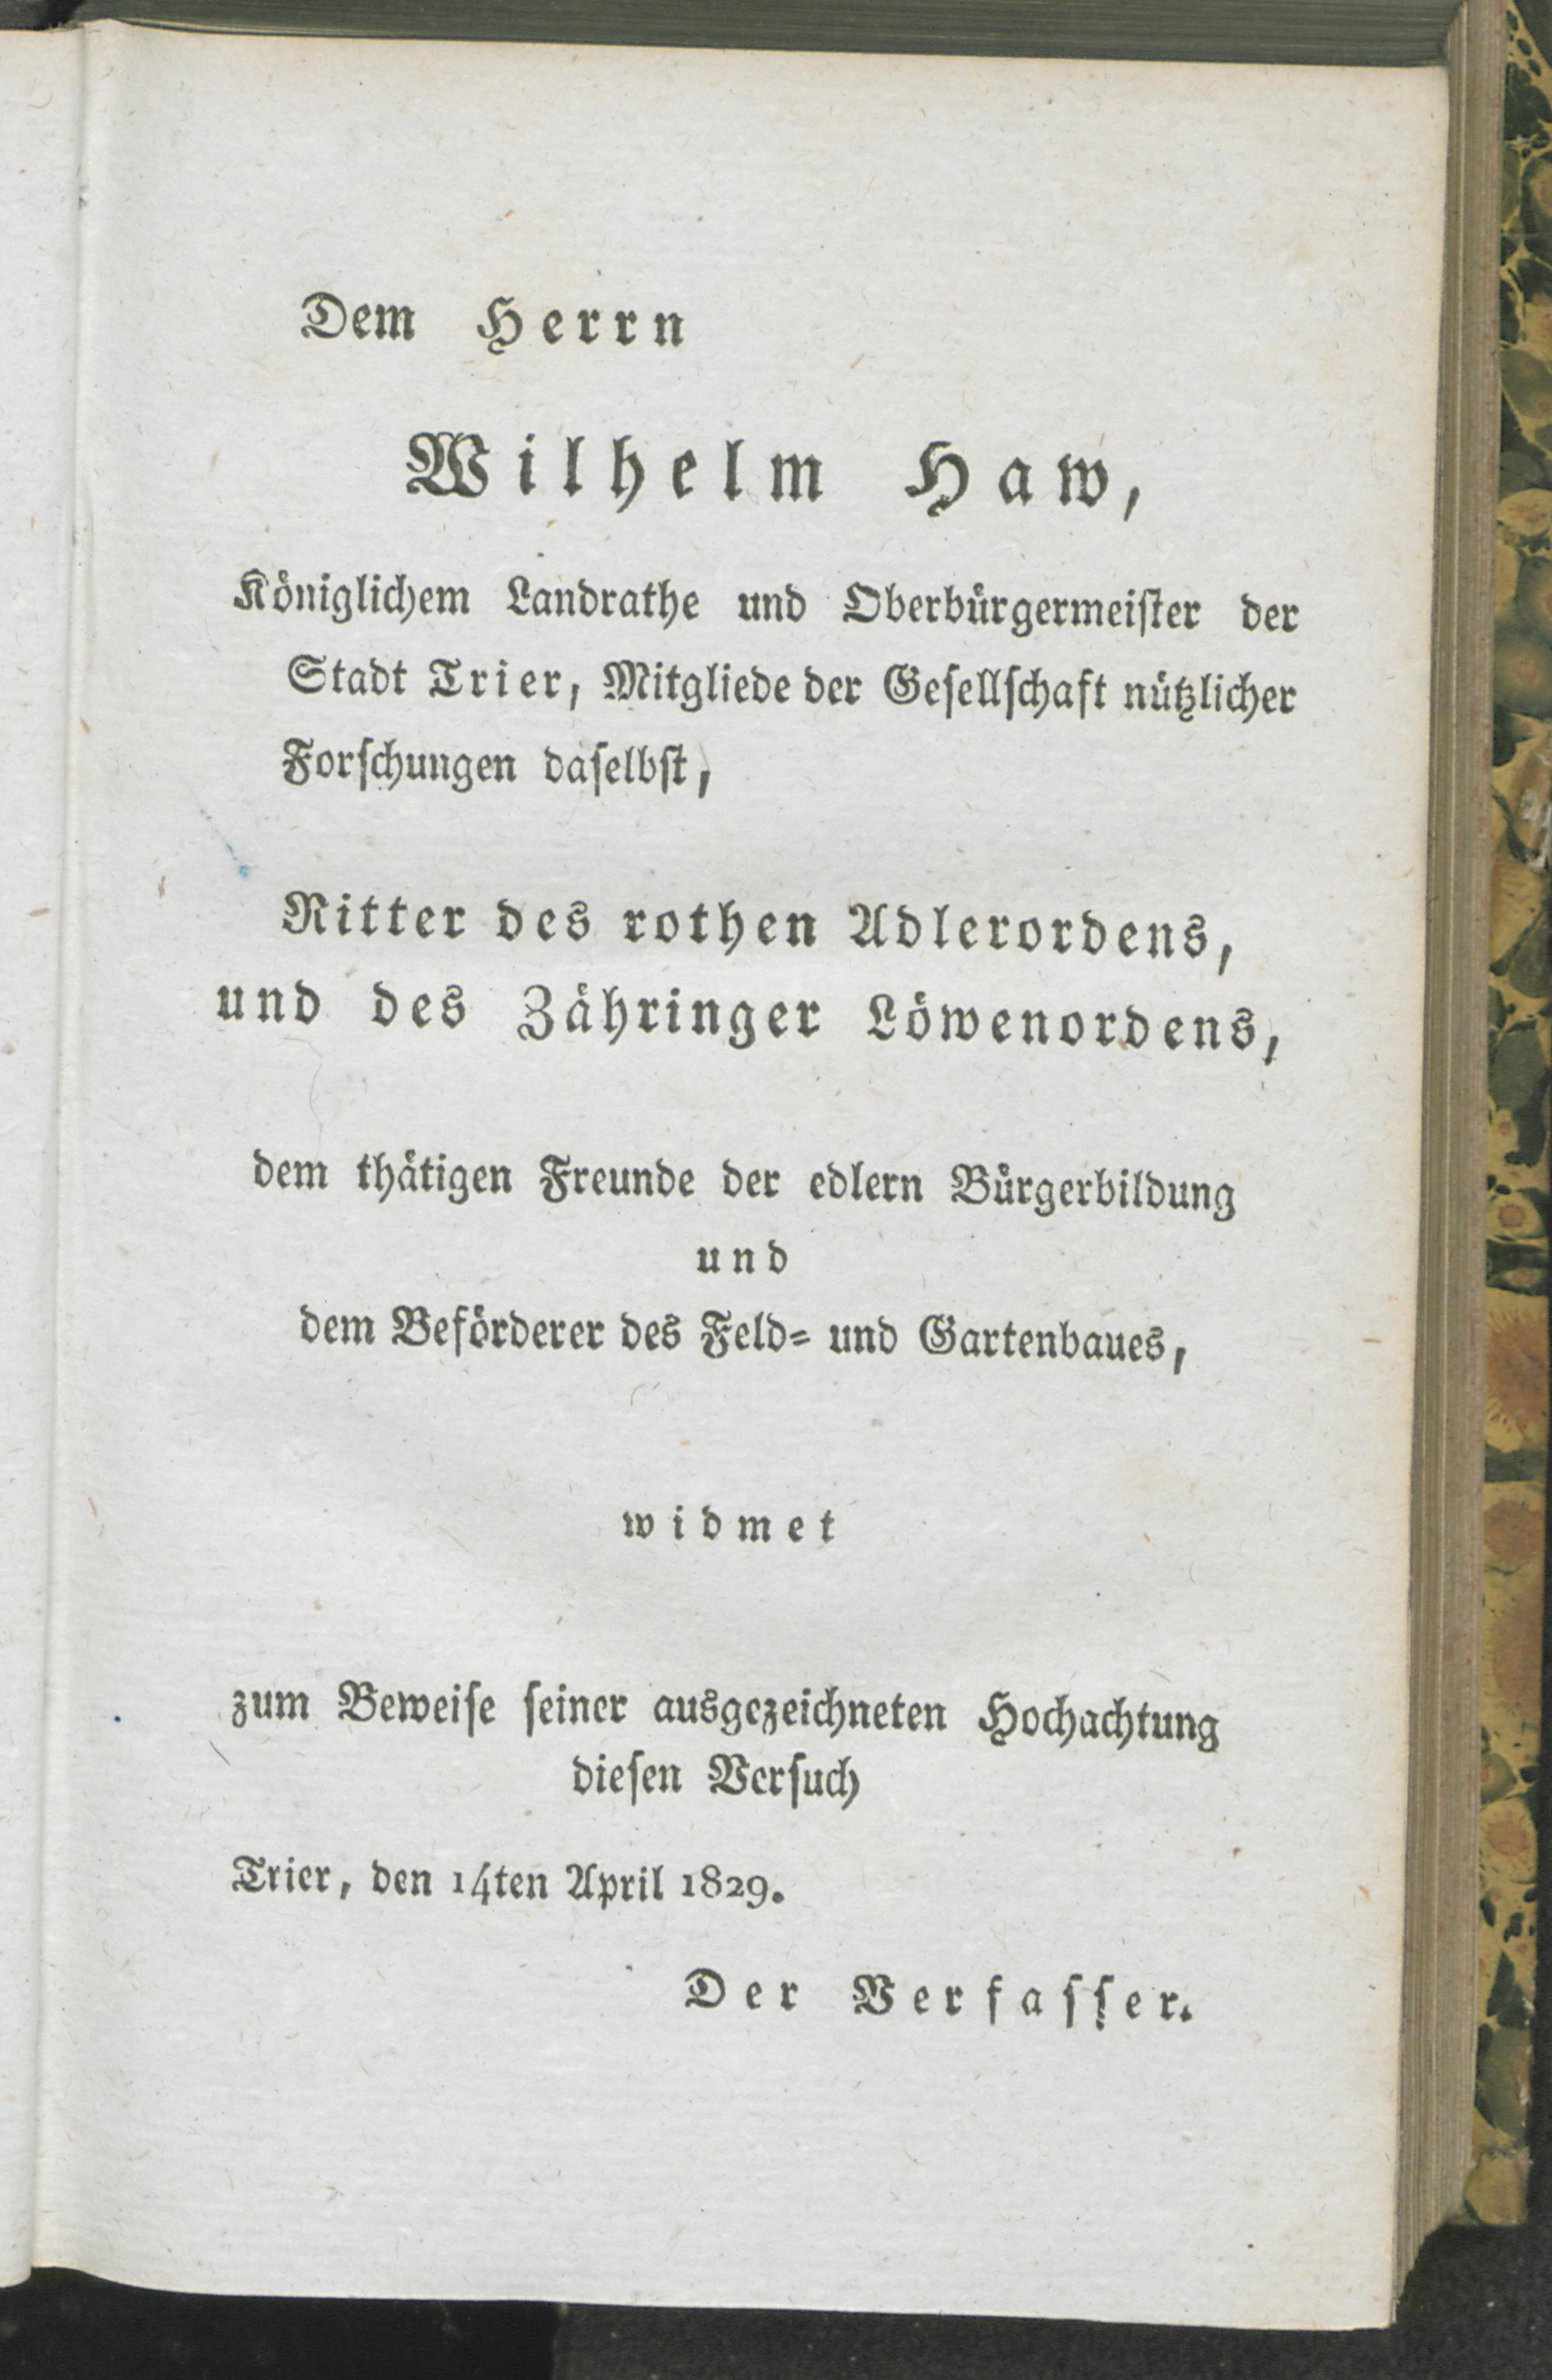 Dem Herrn
Wilhelm Haw,
Königlichem Landrathe und Oberbürgermeister der
Stadt Trier, Mitgliede der Gesellschaft nützlicher
Forschungen daselbst,
Ritter des rothen Adlerordens,
und des Zähringer Löwenordens,
dem thätigen Freunde der edlern Bürgerbildung
und
dem Beförderer des Feld- und Gartenbaues,
widmet
zum Beweise seiner ausgezeichneten Hochachtung
diesen Versuch
Trier, den 14ten April 1829.
Der Verfasser.